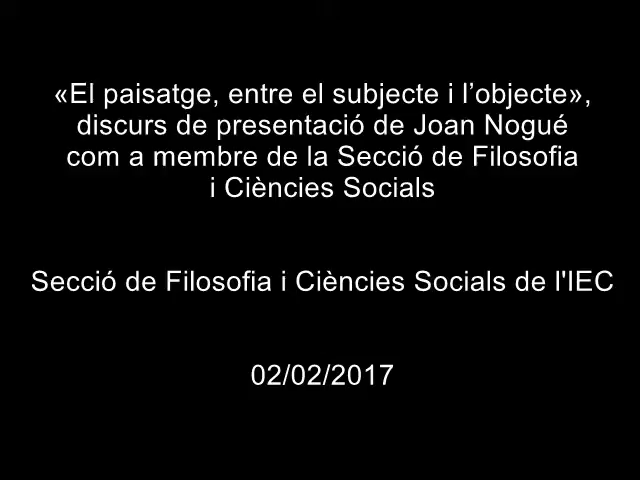 «El paisatge, entre el subjecte i l’objecte»,
discurs de presentació de Joan Nogué
com a membre de la Secció de Filosofia
i Ciències Socials
Secció de Filosofia i Ciències Socials de l'IEC
02/02/2017